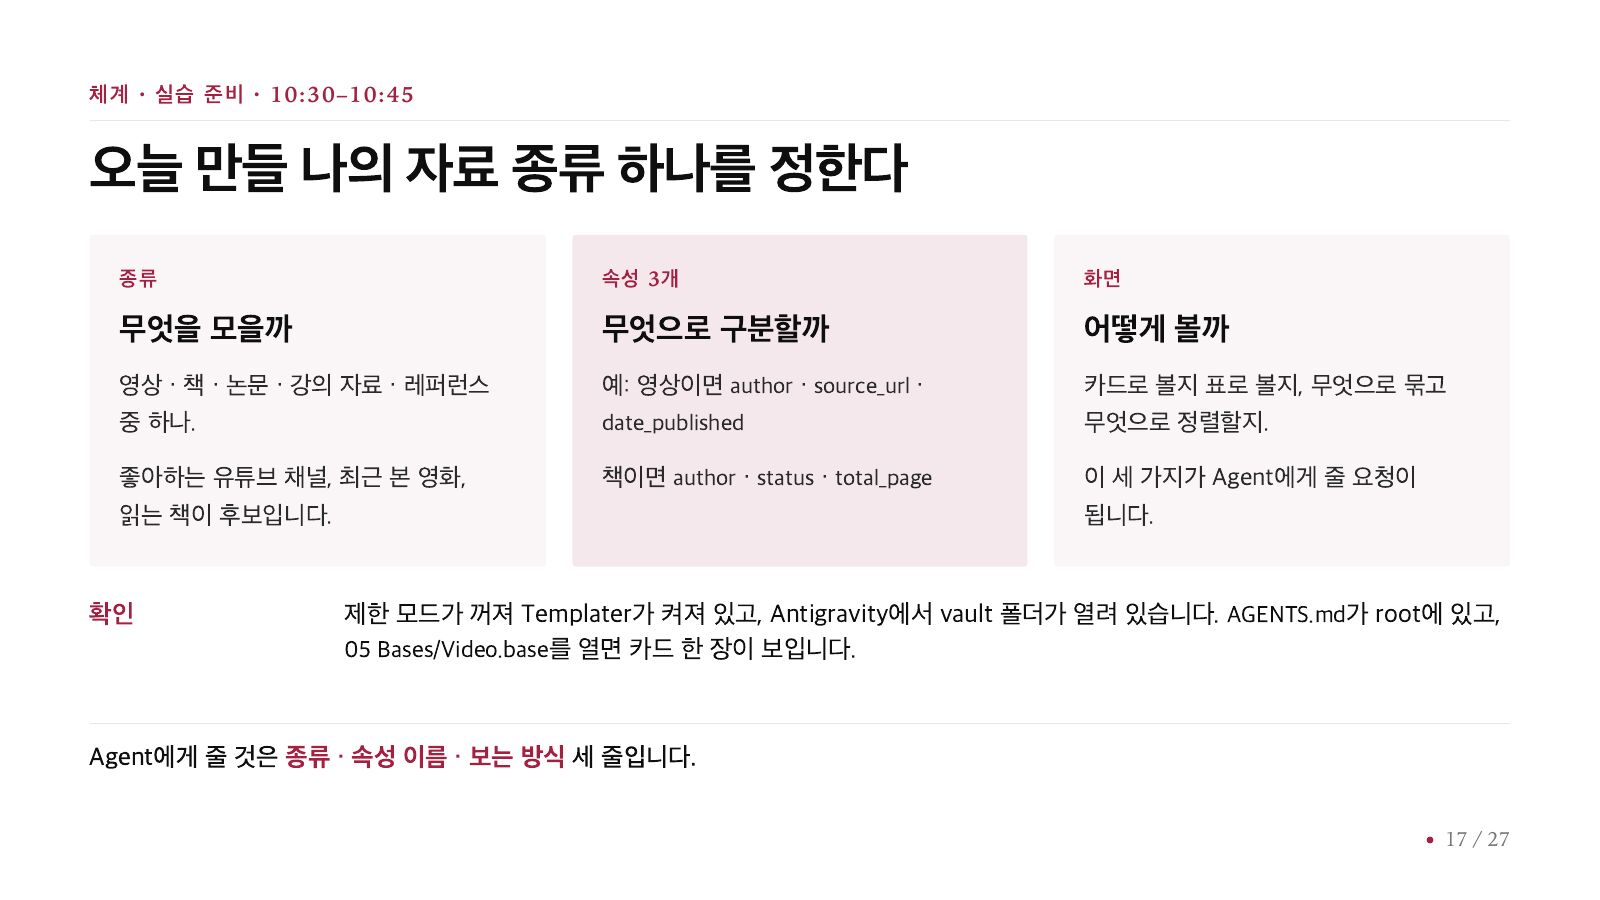 체계 · 실습 준비 · 10:30–10:45
오늘 만들 나의 자료 종류 하나를 정한다
종류
무엇을 모을까
영상 · 책 · 논문 · 강의 자료 · 레퍼런스
중 하나.
좋아하는 유튜브 채널, 최근 본 영화,
읽는 책이 후보입니다.
속성 3개
무엇으로 구분할까
예: 영상이면 author · source_url ·
date_published
책이면 author · status · total_page
화면
어떻게 볼까
카드로 볼지 표로 볼지, 무엇으로 묶고
무엇으로 정렬할지.
이 세 가지가 Agent에게 줄 요청이
됩니다.
확인
제한 모드가 꺼져 Templater가 켜져 있고, Antigravity에서 vault 폴더가 열려 있습니다. AGENTS.md가 root에 있고,
05 Bases/Video.base를 열면 카드 한 장이 보입니다.
Agent에게 줄 것은 종류 · 속성 이름 · 보는 방식 세 줄입니다.
• 17 / 27